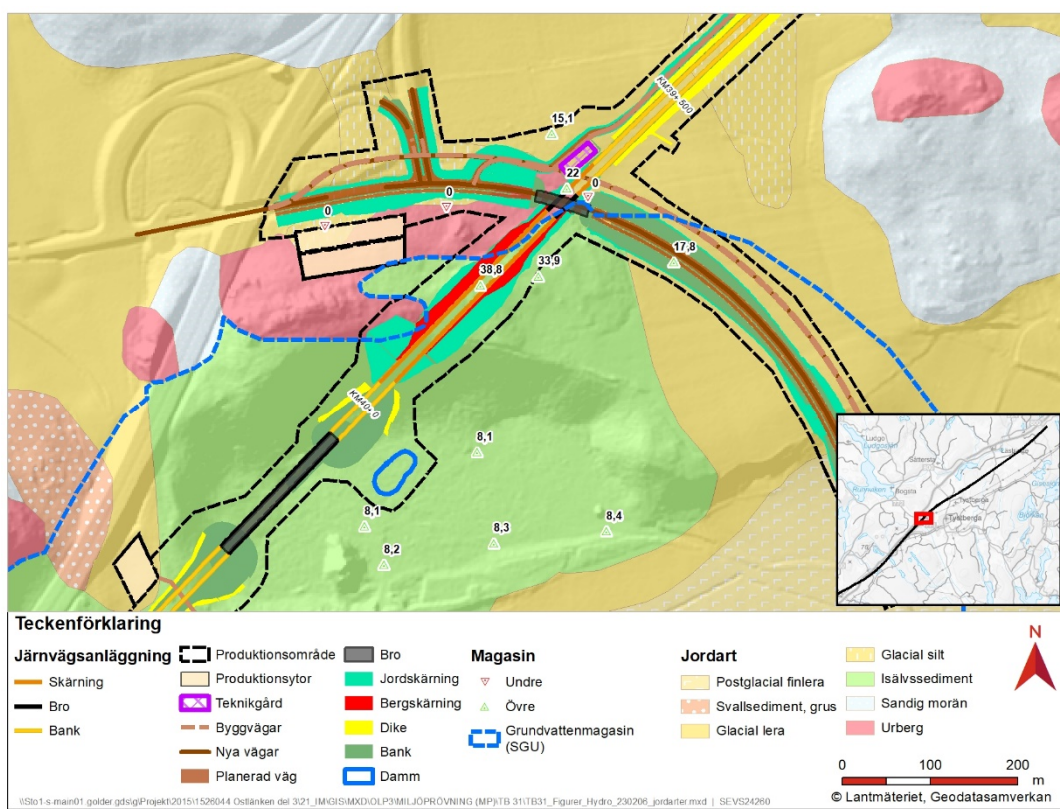 15,1
KM39+500
22
0
0
0
17,8
38,8
33,9
KM40+0
8,1
8,1
8,2
8,3
8,4
Teckenförklaring
Järnvägsanläggning
Skärning
Bro
Bank
Produktionsområde
Produktionsytor
Teknikgård
Byggvägar
Nya vägar
Planerad väg
Bro
Jordskärning
Bergskärning
Dike
Bank
Damm
Magasin
Undre
Övre
Grundvattenmagasin
(SGU)
Jordart
Postglacial finlera
Svallsediment, grus
Glacial lera
Glacial silt
Isälvssediment
Sandig morän
Urberg
N
0 100 200
m
© Lantmäteriet, Geodatasamverkan